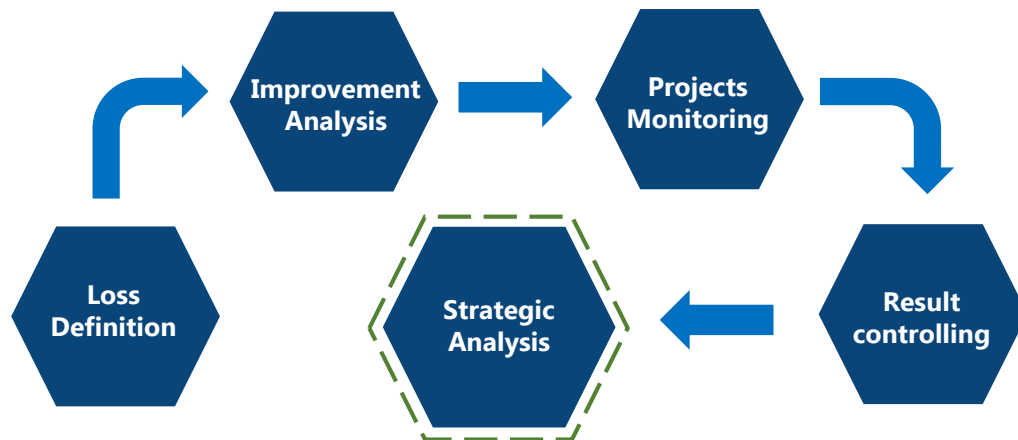 Loss
Definition
Improvement
Analysis
Projects
Monitoring
Result
controlling
Strategic
Analysis